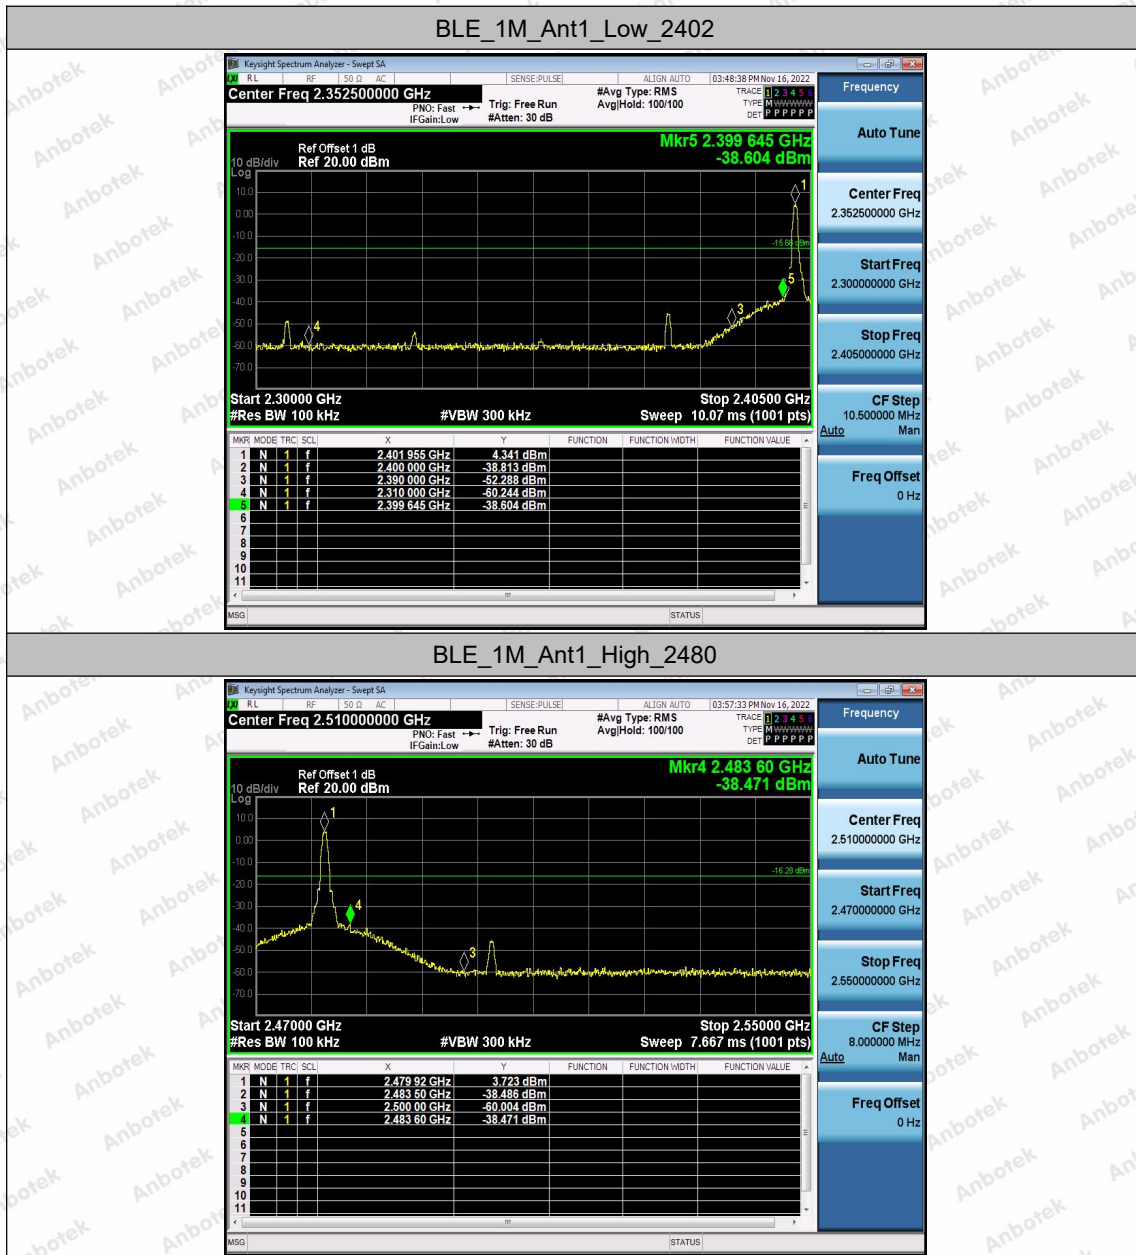 BLE_1M_Ant1_Low_2402
Keysight Spectrum Analyzer - Swept SA
LXI RL RF 50 Ω AC SENSE:PULSE ALIGN AUTO 03:48:38 PM Nov 16, 2022
Center Freq 2.352500000 GHz
PNO: Fast
IFGain:Low
Trig: Free Run
#Atten: 30 dB
#Avg Type: RMS
Avg|Hold: 100/100
TRACE 1 2 3 4 5 6
TYPE M W W W W W
DET P P P P P P
Frequency
Auto Tune
Center Freq
2.352500000 GHz
Start Freq
2.300000000 GHz
Stop Freq
2.405000000 GHz
CF Step
10.500000 MHz
Auto Man
Freq Offset
0 Hz
Mkr5 2.399 645 GHz
-38.604 dBm
Ref Offset 1 dB
10 dB/div Ref 20.00 dBm
Log
10.0
0.00
-10.0
-20.0
-30.0
-40.0
-50.0
-60.0
-70.0
-15.66 dBm
1
5
3
4
Start 2.30000 GHz Stop 2.40500 GHz
#Res BW 100 kHz #VBW 300 kHz Sweep 10.07 ms (1001 pts)
MKR MODE TRC SCL X Y FUNCTION FUNCTION WIDTH FUNCTION VALUE
1 N 1 f 2.401 955 GHz 4.341 dBm
2 N 1 f 2.400 000 GHz -38.813 dBm
3 N 1 f 2.390 000 GHz -52.288 dBm
4 N 1 f 2.310 000 GHz -60.244 dBm
5 N 1 f 2.399 645 GHz -38.604 dBm
6
7
8
9
10
11
MSG STATUS
BLE_1M_Ant1_High_2480
Keysight Spectrum Analyzer - Swept SA
LXI RL RF 50 Ω AC SENSE:PULSE ALIGN AUTO 03:57:33 PM Nov 16, 2022
Center Freq 2.510000000 GHz
PNO: Fast
IFGain:Low
Trig: Free Run
#Atten: 30 dB
#Avg Type: RMS
Avg|Hold: 100/100
TRACE 1 2 3 4 5 6
TYPE M W W W W W
DET P P P P P P
Frequency
Auto Tune
Center Freq
2.510000000 GHz
Start Freq
2.470000000 GHz
Stop Freq
2.550000000 GHz
CF Step
8.000000 MHz
Auto Man
Freq Offset
0 Hz
Mkr4 2.483 60 GHz
-38.471 dBm
Ref Offset 1 dB
10 dB/div Ref 20.00 dBm
Log
10.0
0.00
-10.0
-20.0
-30.0
-40.0
-50.0
-60.0
-70.0
-16.28 dBm
1
4
3
Start 2.47000 GHz Stop 2.55000 GHz
#Res BW 100 kHz #VBW 300 kHz Sweep 7.667 ms (1001 pts)
MKR MODE TRC SCL X Y FUNCTION FUNCTION WIDTH FUNCTION VALUE
1 N 1 f 2.479 92 GHz 3.723 dBm
2 N 1 f 2.483 50 GHz -38.486 dBm
3 N 1 f 2.500 00 GHz -60.004 dBm
4 N 1 f 2.483 60 GHz -38.471 dBm
5
6
7
8
9
10
11
MSG STATUS
Anbotek